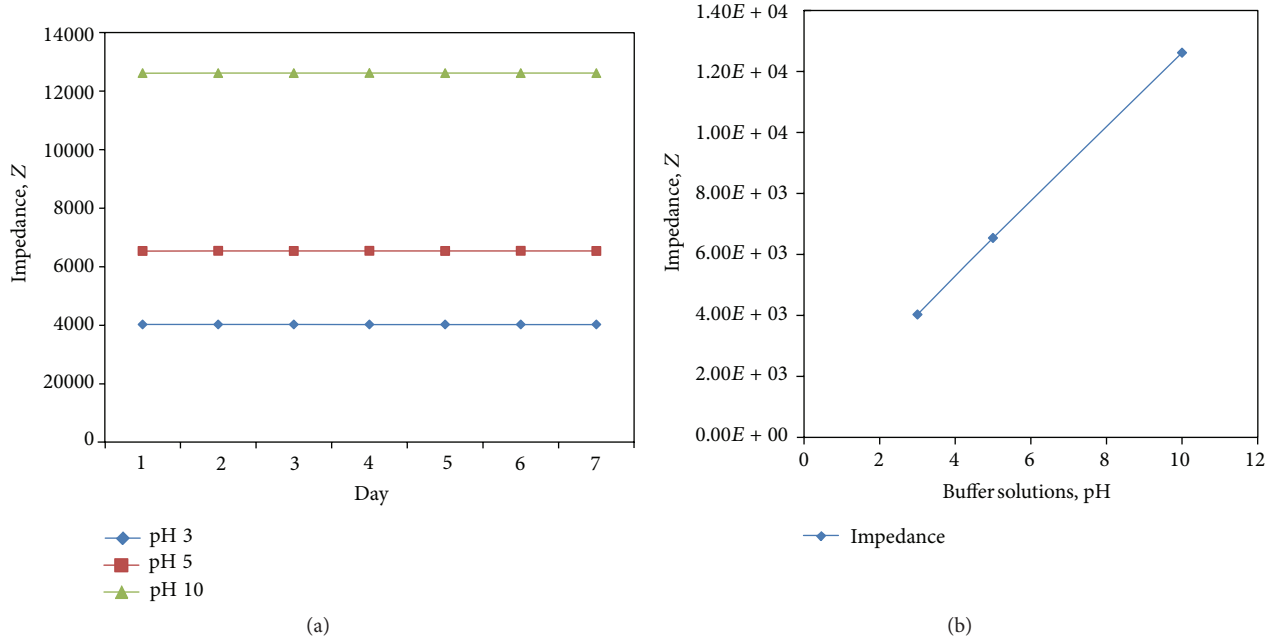 14000
12000
10000
8000
6000
4000
20000
0
Impedance, Z
1 2 3 4 5 6 7
Day
pH 3
pH 5
pH 10
(a)
1.40E + 04
1.20E + 04
1.00E + 04
8.00E + 03
6.00E + 03
4.00E + 03
2.00E + 03
0.00E + 00
Impedance, Z
0 2 4 6 8 10 12
Buffer solutions, pH
Impedance
(b)